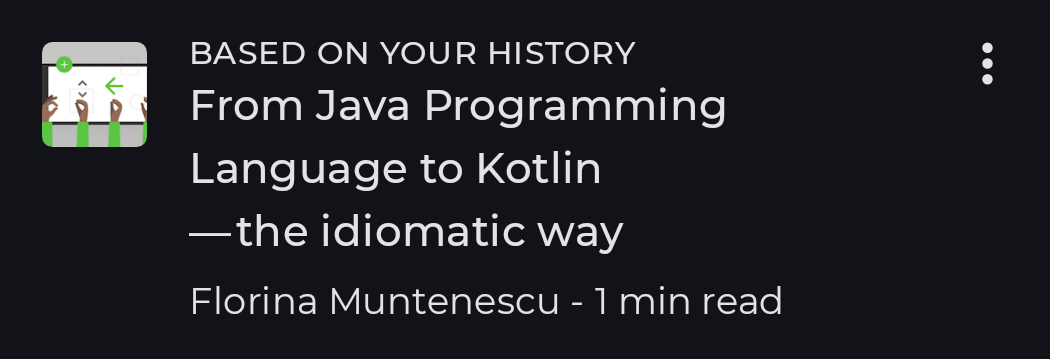 BASED ON YOUR HISTORY
From Java Programming
Language to Kotlin
—the idiomatic way
Florina Muntenescu - 1 min read